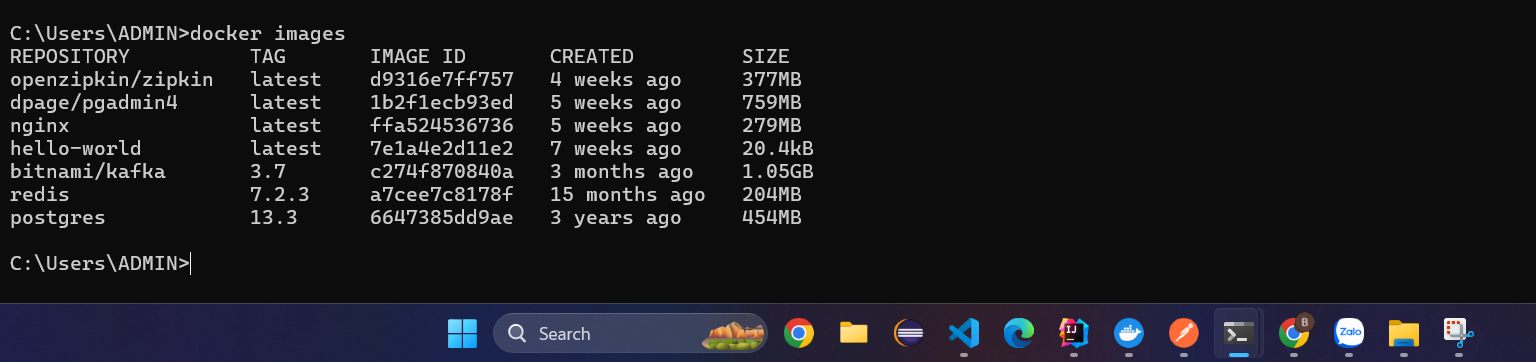 C:\Users\ADMIN>docker images
REPOSITORY TAG IMAGE ID CREATED SIZE
openzipkin/zipkin latest d9316e7ff757 4 weeks ago 377MB
dpage/pgadmin4 latest 1b2f1ecb93ed 5 weeks ago 759MB
nginx latest ffa524536736 5 weeks ago 279MB
hello-world latest 7e1a4e2d11e2 7 weeks ago 20.4kB
bitnami/kafka 3.7 c274f870840a 3 months ago 1.05GB
redis 7.2.3 a7cee7c8178f 15 months ago 204MB
postgres 13.3 6647385dd9ae 3 years ago 454MB
C:\Users\ADMIN>
Search IJ B Zalo